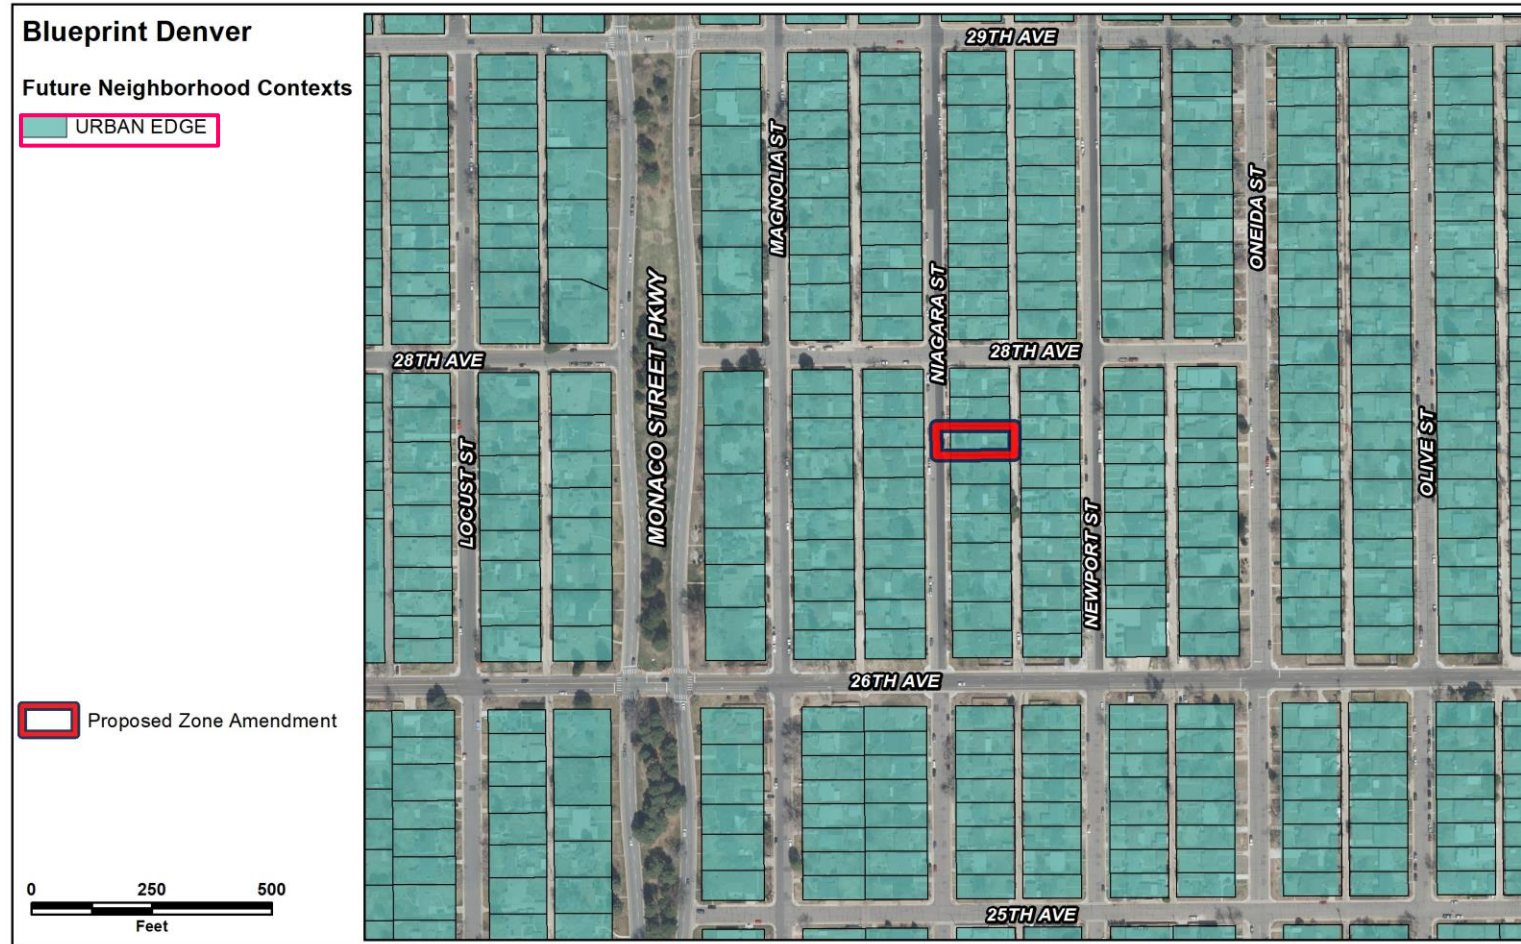 Blueprint Denver
Future Neighborhood Contexts
URBAN EDGE
Proposed Zone Amendment
0 250 500
Feet
29TH AVE
MAGNOLIA ST
ONEIDA ST
NIAGARA ST
MONACO STREET PKWY
28TH AVE
28TH AVE
LOCUST ST
OLIVE ST
NEWPORT ST
26TH AVE
25TH AVE